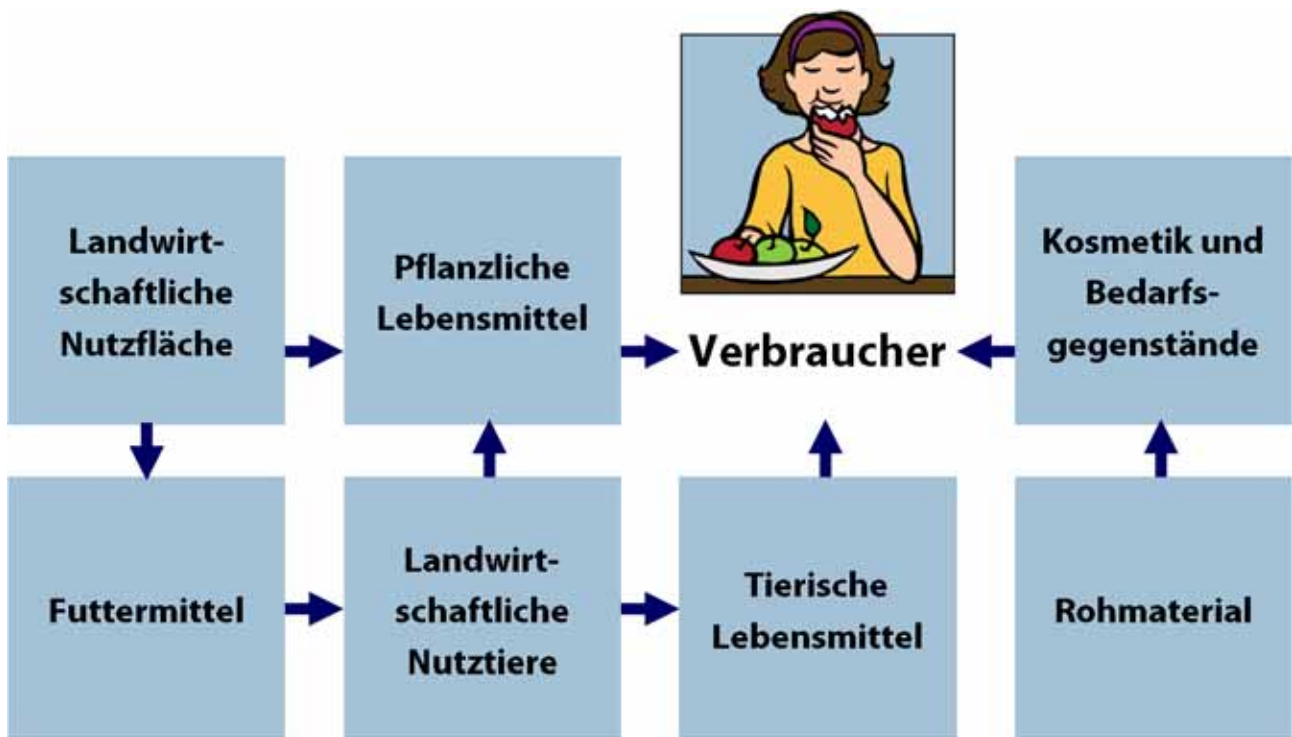 Landwirt-
schaftliche
Nutzfläche
Pflanzliche
Lebensmittel
Verbraucher
Kosmetik und
Bedarfs-
gegenstände
Futtermittel
Landwirt-
schaftliche
Nutztiere
Tierische
Lebensmittel
Rohmaterial